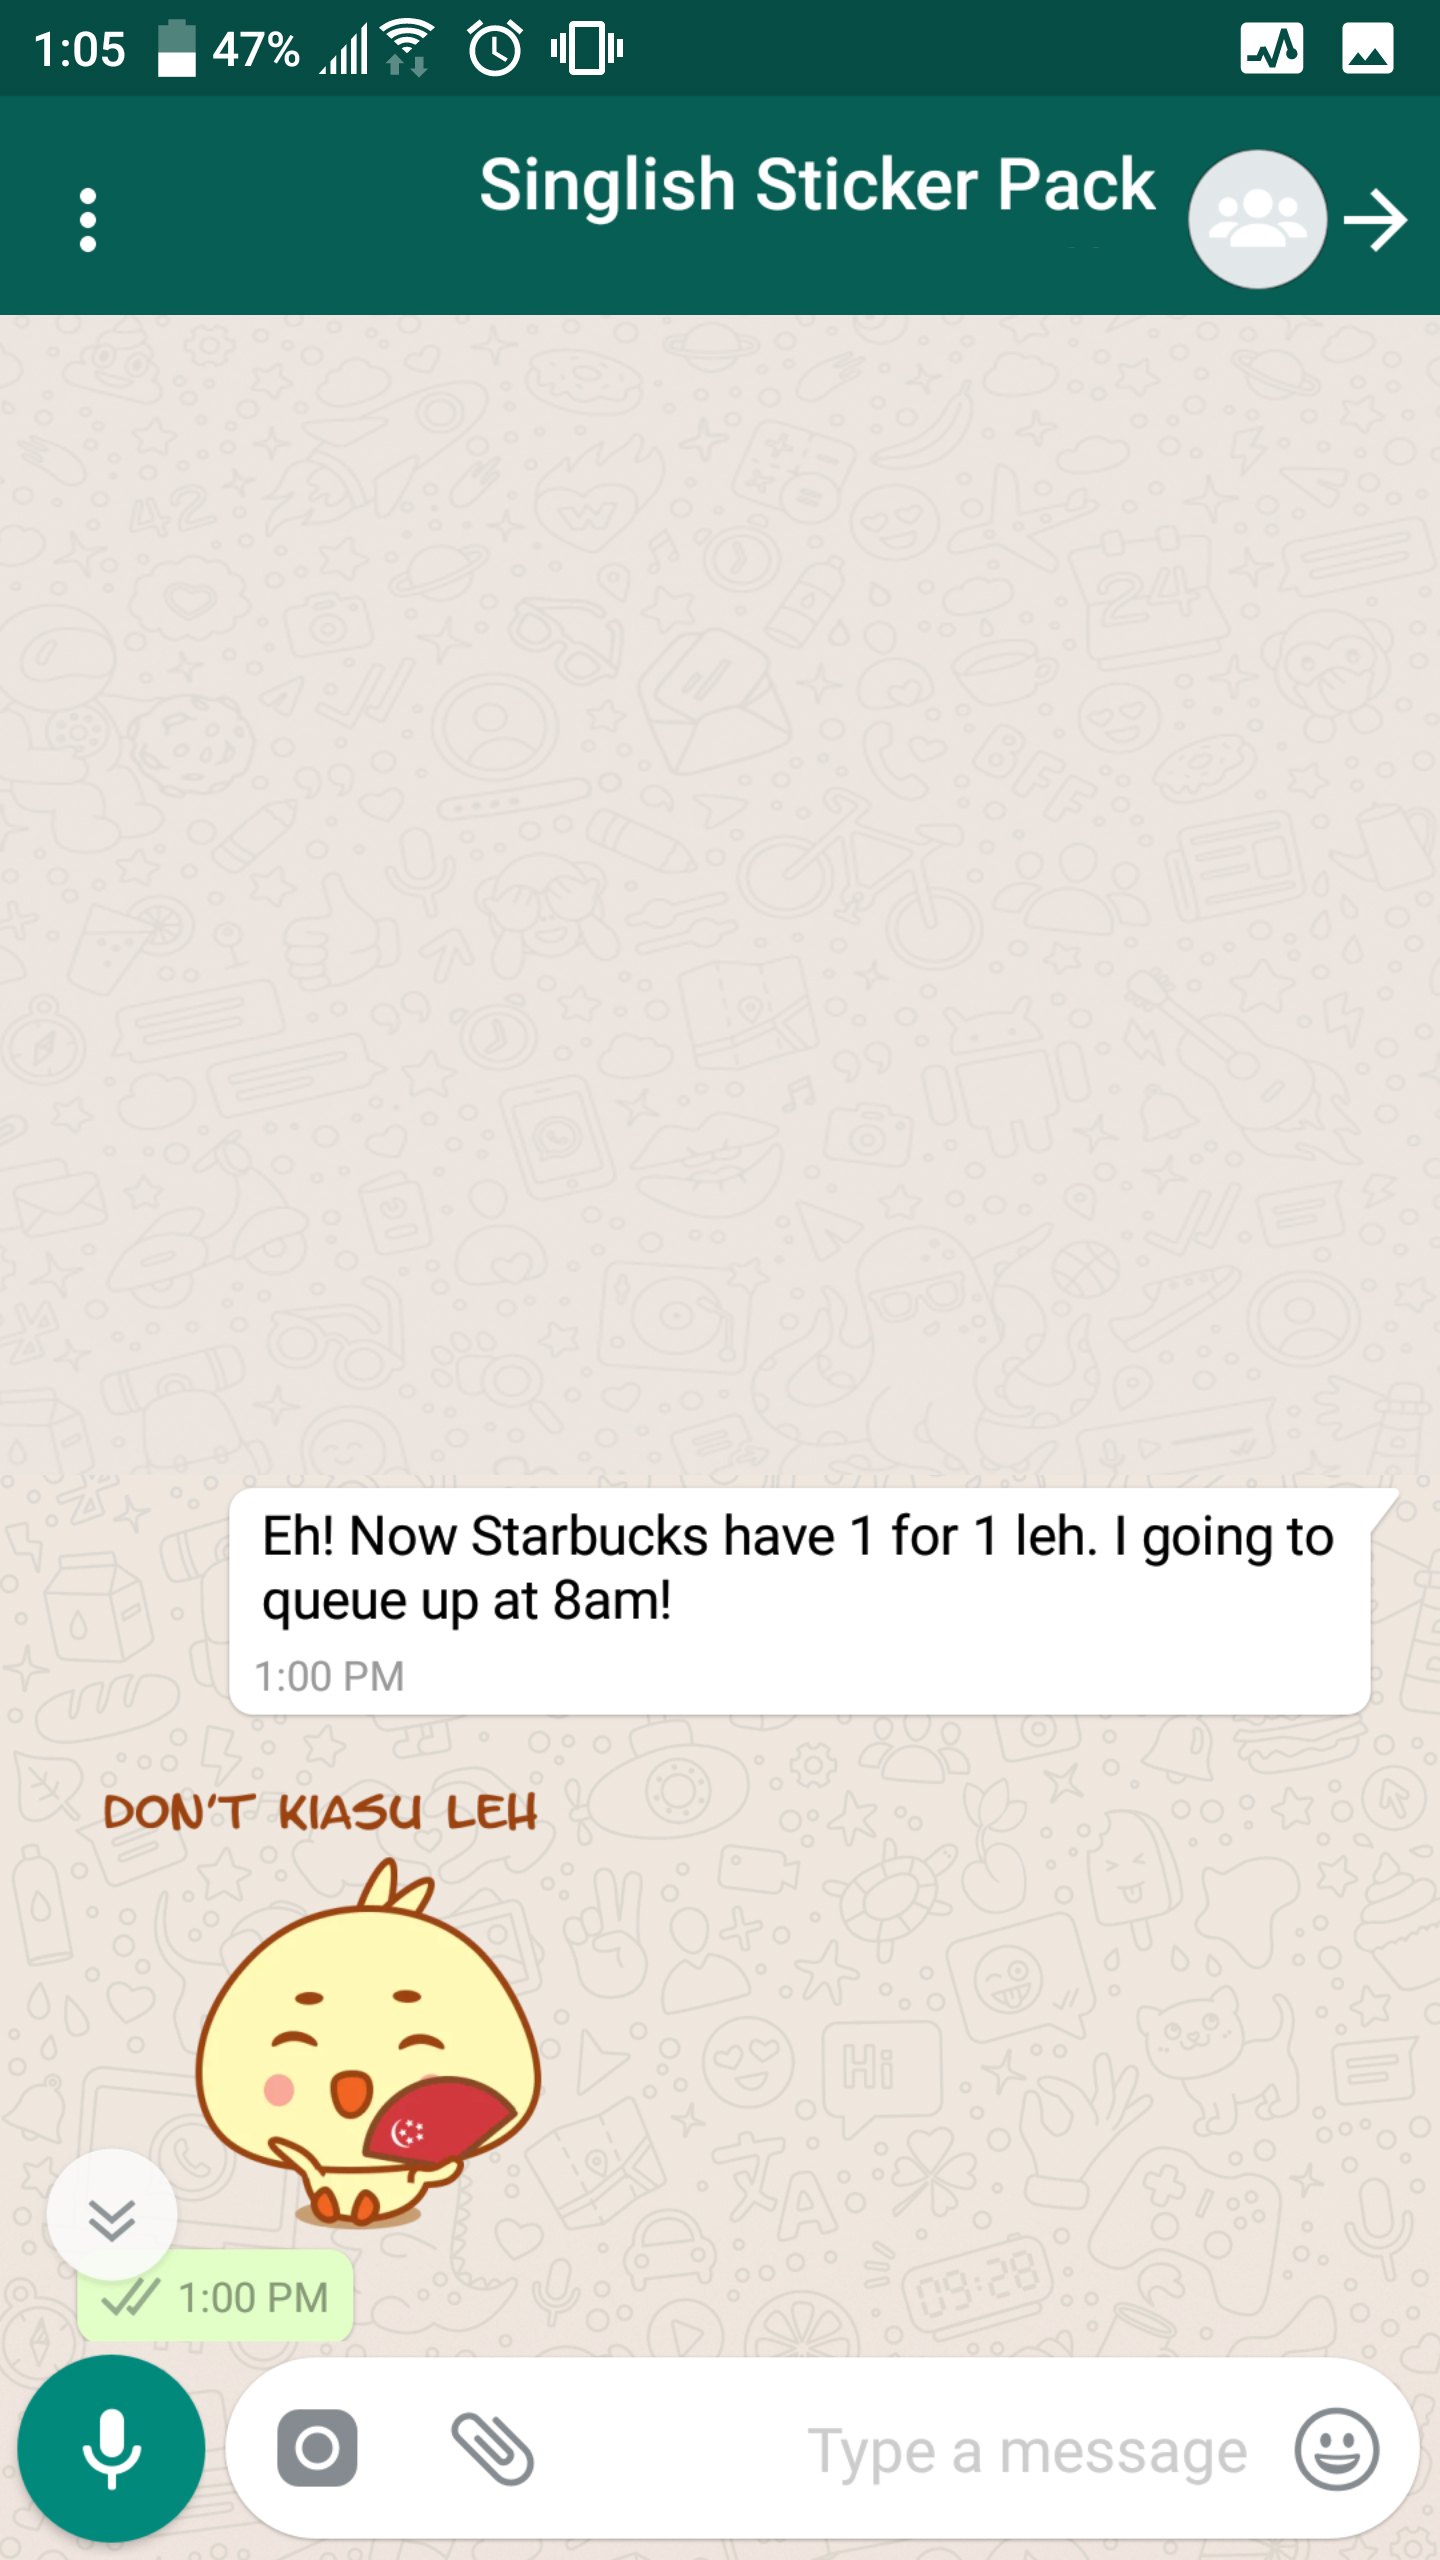 1:05 47%
Singlish Sticker Pack
Eh! Now Starbucks have 1 for 1 leh. I going to
queue up at 8am!
1:00 PM
DON'T KIASU LEH
1:00 PM
Type a message